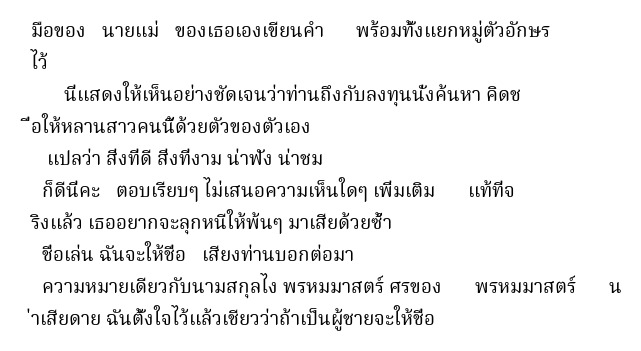 มือของ นายแม่ ของเธอเองเขียนคำ พร้อมทั้งแยกหมู่ตัวอักษร
ไว้
นี่แสดงให้เห็นอย่างชัดเจนว่าท่านถึงกับลงทุนนั่งค้นหา คิดช
ื่อให้หลานสาวคนนี้ด้วยตัวของตัวเอง
แปลว่า สิ่งที่ดี สิ่งที่งาม น่าฟัง น่าชม
ก็ดีนี่คะ ตอบเรียบๆ ไม่เสนอความเห็นใดๆ เพิ่มเติม แท้ที่จ
ริงแล้ว เธออยากจะลุกหนีให้พ้นๆ มาเสียด้วยซ้ำ
ชื่อเล่น ฉันจะให้ชื่อ เสียงท่านบอกต่อมา
ความหมายเดียวกับนามสกุลไง พรหมมาสตร์ ศรของ พรหมมาสตร์ น
่าเสียดาย ฉันตั้งใจไว้แล้วเชียวว่าถ้าเป็นผู้ชายจะให้ชื่อ